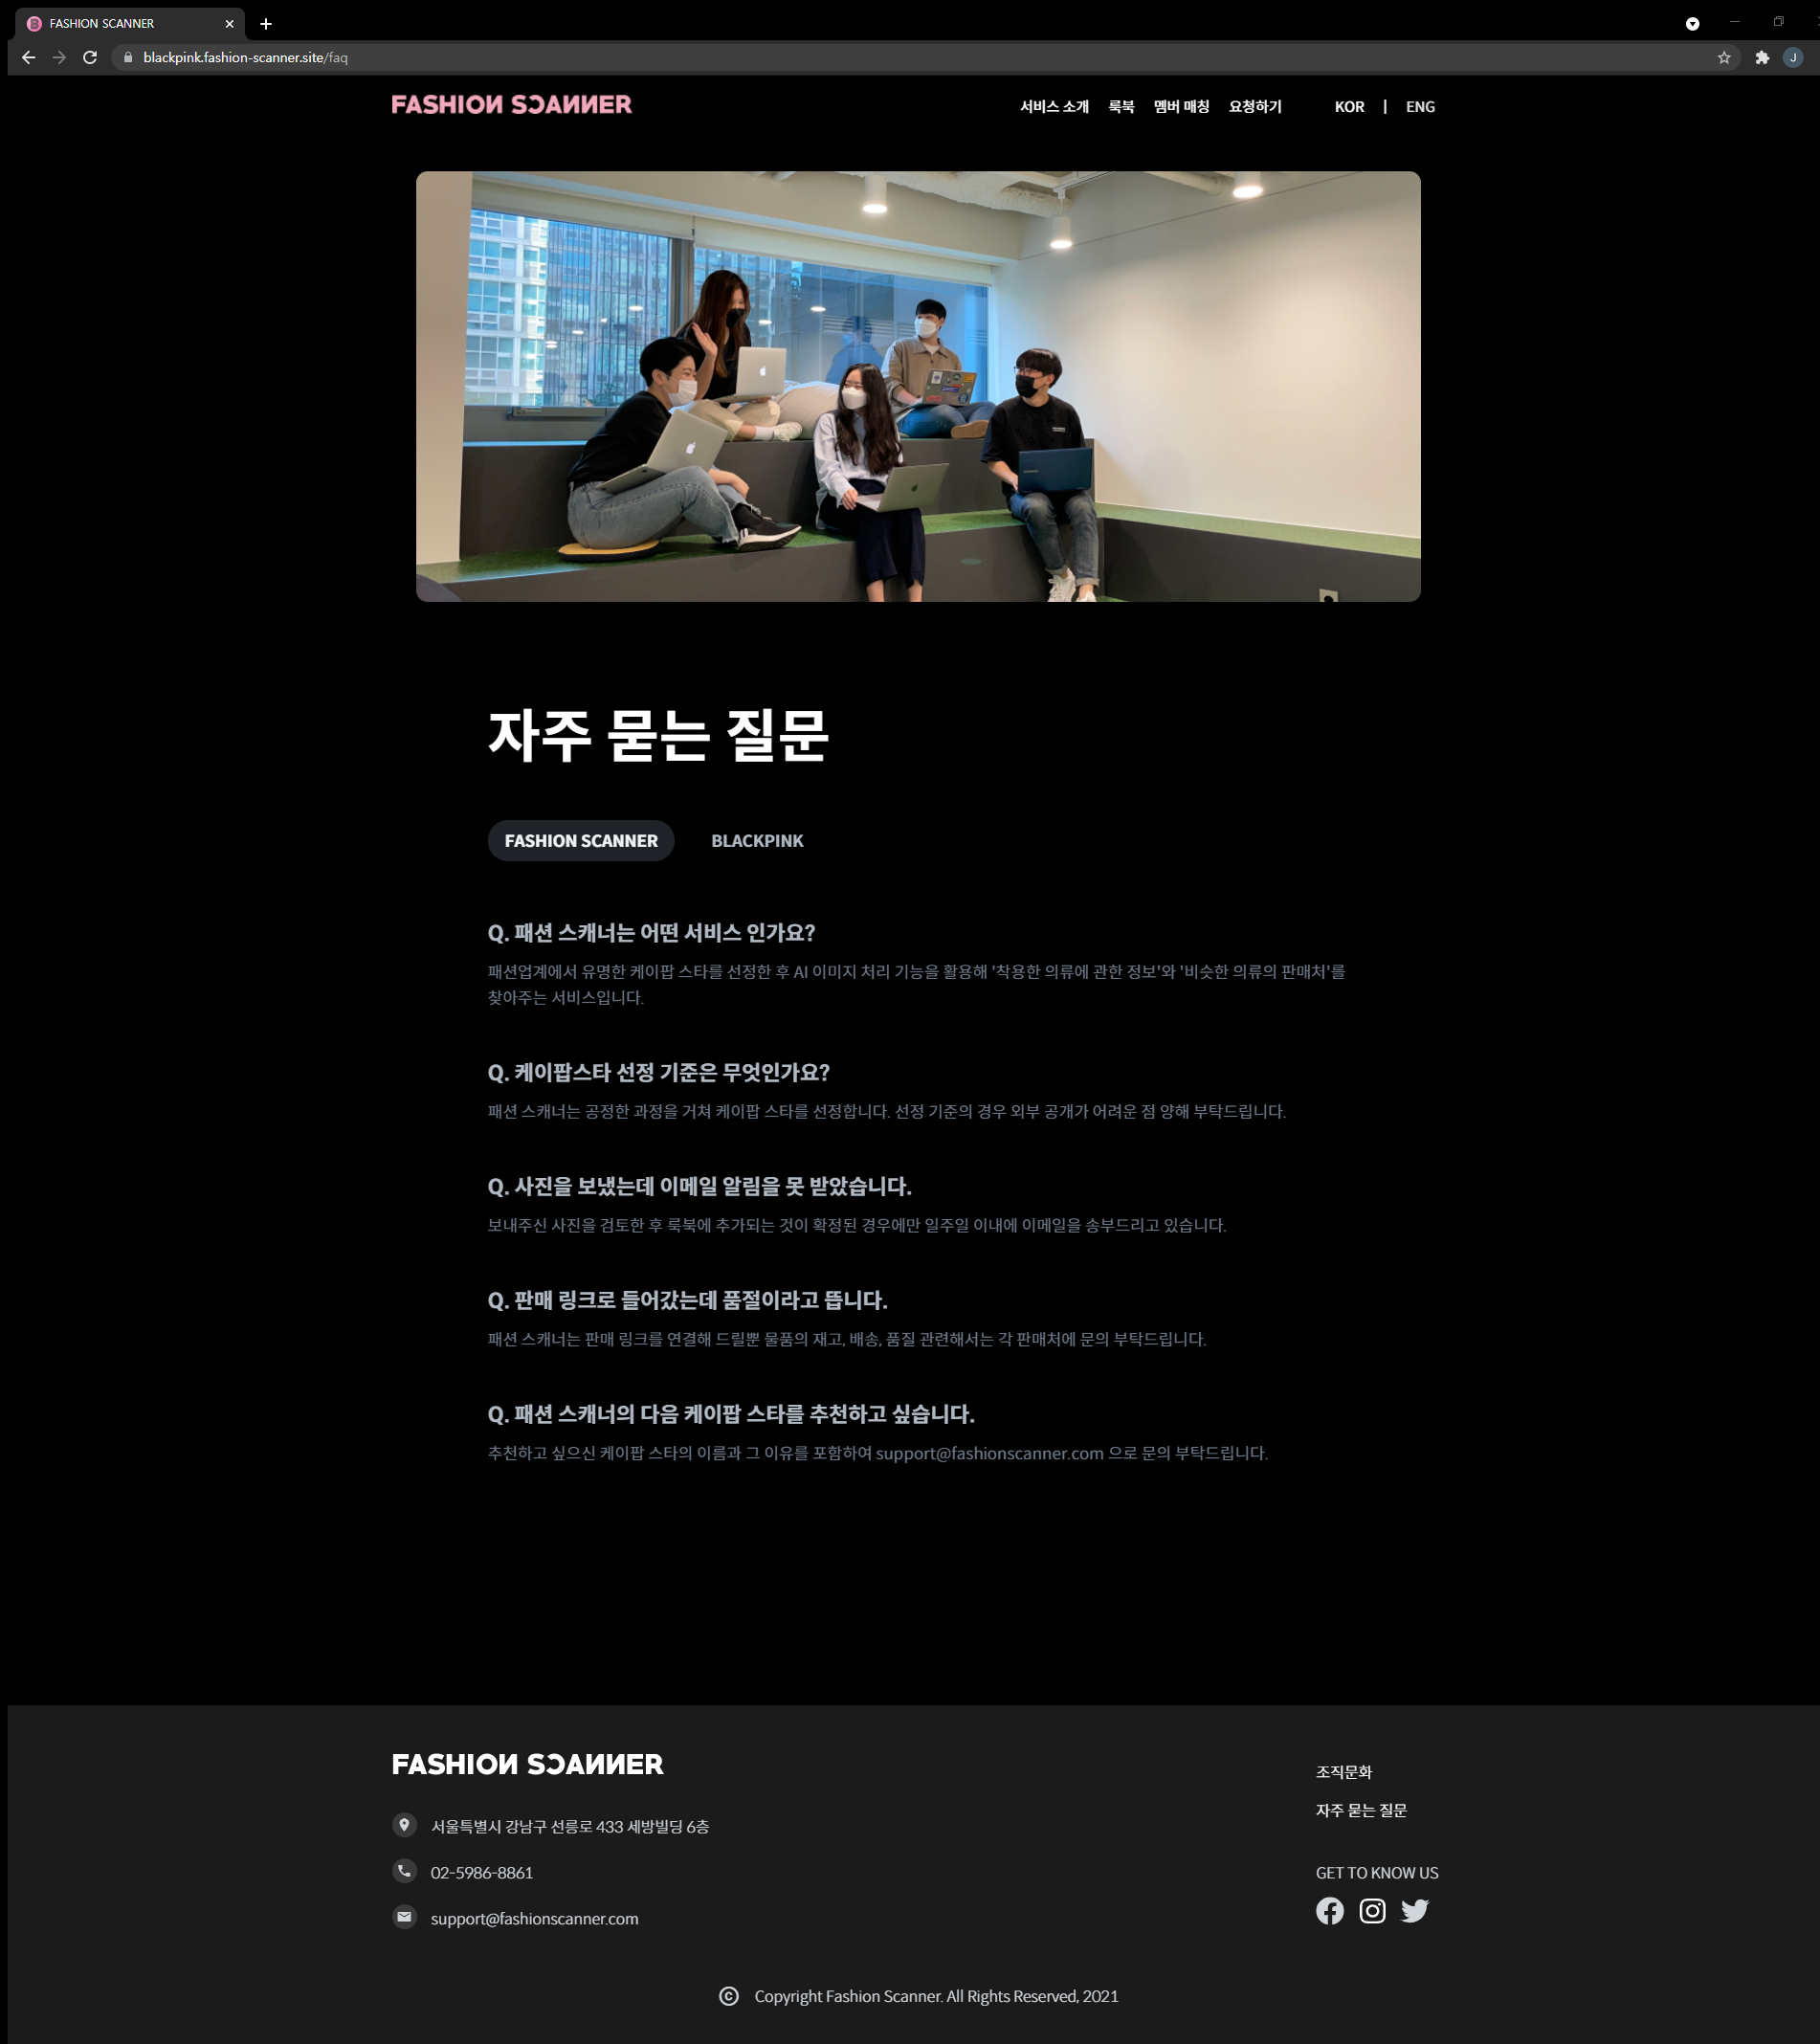 FASHION SCANNER
blackpink.fashion-scanner.site/faq
J
FASHION SCANNER
서비스 소개 룩북 멤버 매칭 요청하기 KOR | ENG
자주 묻는 질문
FASHION SCANNER BLACKPINK
Q. 패션 스캐너는 어떤 서비스 인가요?
패션업계에서 유명한 케이팝 스타를 선정한 후 AI 이미지 처리 기능을 활용해 '착용한 의류에 관한 정보'와 '비슷한 의류의 판매처'를
찾아주는 서비스입니다.
Q. 케이팝스타 선정 기준은 무엇인가요?
패션 스캐너는 공정한 과정을 거쳐 케이팝 스타를 선정합니다. 선정 기준의 경우 외부 공개가 어려운 점 양해 부탁드립니다.
Q. 사진을 보냈는데 이메일 알림을 못 받았습니다.
보내주신 사진을 검토한 후 룩북에 추가되는 것이 확정된 경우에만 일주일 이내에 이메일을 송부드리고 있습니다.
Q. 판매 링크로 들어갔는데 품절이라고 뜹니다.
패션 스캐너는 판매 링크를 연결해 드릴뿐 물품의 재고, 배송, 품질 관련해서는 각 판매처에 문의 부탁드립니다.
Q. 패션 스캐너의 다음 케이팝 스타를 추천하고 싶습니다.
추천하고 싶으신 케이팝 스타의 이름과 그 이유를 포함하여 support@fashionscanner.com 으로 문의 부탁드립니다.
FASHION SCANNER
서울특별시 강남구 선릉로 433 세방빌딩 6층
02-5986-8861
support@fashionscanner.com
조직문화
자주 묻는 질문
GET TO KNOW US
© Copyright Fashion Scanner. All Rights Reserved, 2021